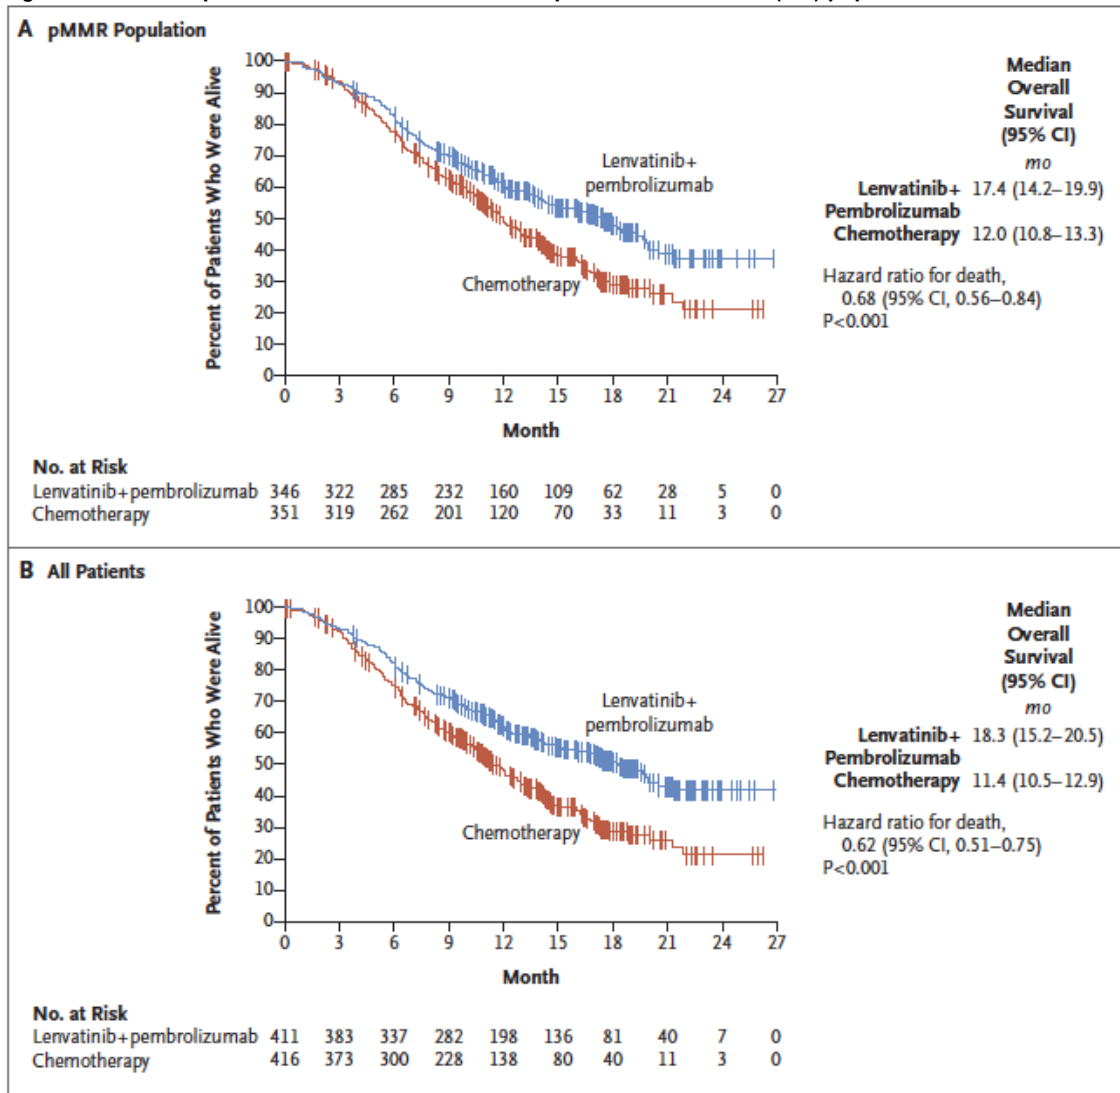 A pMMR Population
Percent of Patients Who Were Alive
100
90
80
70
60
50
40
30
20
10
0
0 3 6 9 12 15 18 21 24 27
Month
Lenvatinib+
pembrolizumab
Chemotherapy
Median
Overall
Survival
(95% CI)
mo
Lenvatinib+ 17.4 (14.2–19.9)
Pembrolizumab
Chemotherapy 12.0 (10.8–13.3)
Hazard ratio for death,
0.68 (95% CI, 0.56–0.84)
P<0.001
No. at Risk
Lenvatinib+pembrolizumab 346 322 285 232 160 109 62 28 5 0
Chemotherapy 351 319 262 201 120 70 33 11 3 0
B All Patients
Percent of Patients Who Were Alive
100
90
80
70
60
50
40
30
20
10
0
0 3 6 9 12 15 18 21 24 27
Month
Lenvatinib+
pembrolizumab
Chemotherapy
Median
Overall
Survival
(95% CI)
mo
Lenvatinib+ 18.3 (15.2–20.5)
Pembrolizumab
Chemotherapy 11.4 (10.5–12.9)
Hazard ratio for death,
0.62 (95% CI, 0.51–0.75)
P<0.001
No. at Risk
Lenvatinib+pembrolizumab 411 383 337 282 198 136 81 40 7 0
Chemotherapy 416 373 300 228 138 80 40 11 3 0